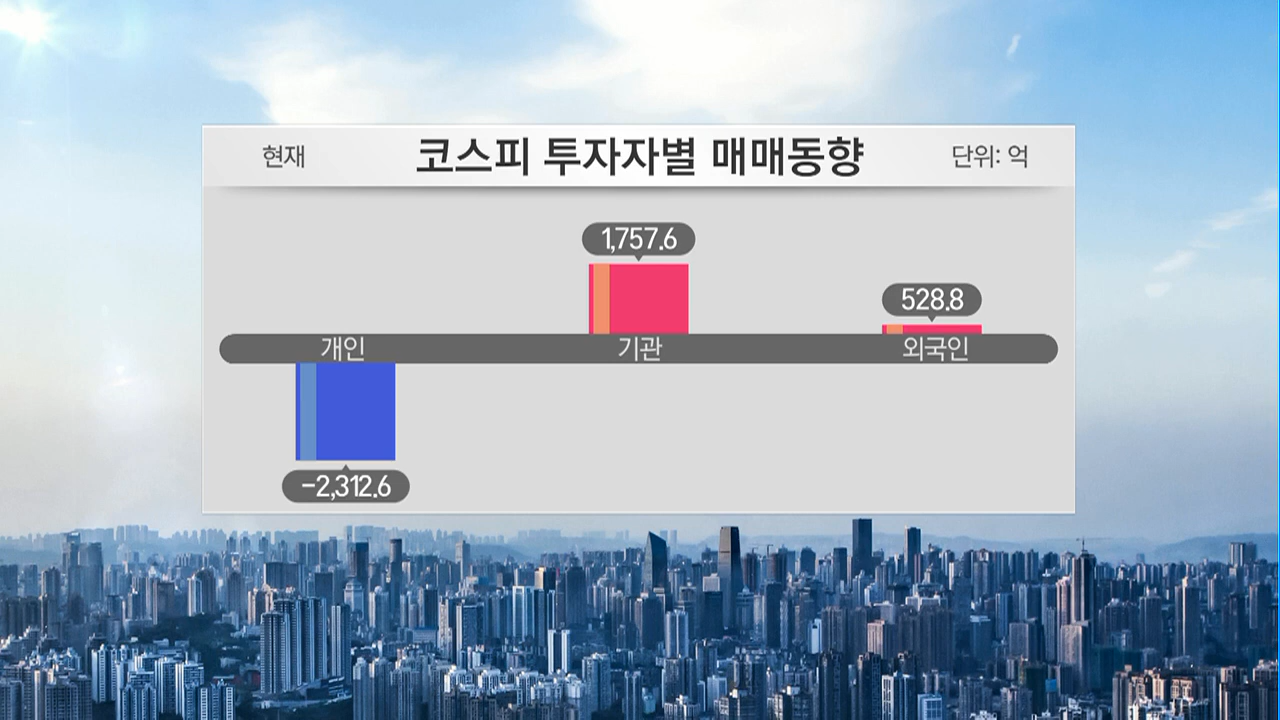 현재
코스피 투자자별 매매동향
단위: 억
1,757.6
528.8
개인
기관
외국인
-2,312.6